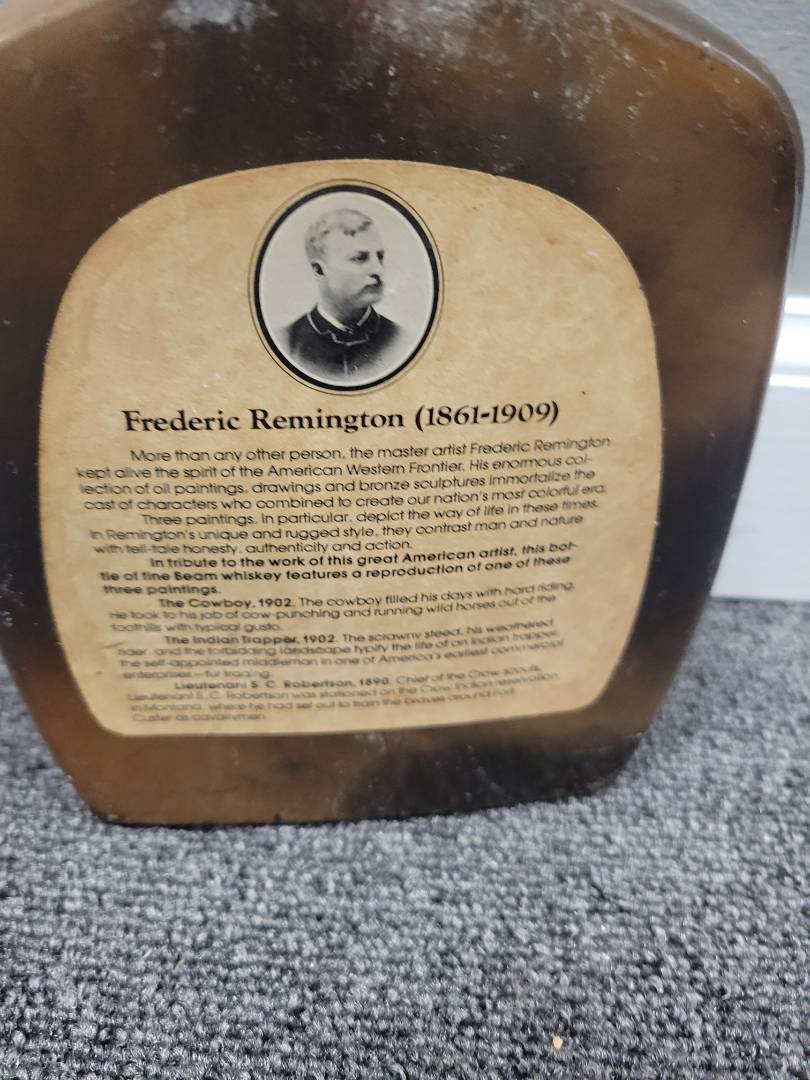 Frederic Remington (1861-1909)
More than any other person, the master artist Frederic Remington
kept alive the spirit of the American Western Frontier. His enormous col-
lection of oil paintings, drawings and bronze sculptures immortalize the
cast of characters who combined to create our nation's most colorful era.
Three paintings, in particular, depict the way of life in these times.
In Remington's unique and rugged style, they contrast man and nature
with tell-tale honesty, authenticity and action.
In tribute to the work of this great American artist, this bot-
tle of fine Beam whiskey features a reproduction of one of these
three paintings.
The Cowboy, 1902. The cowboy filled his days with hard riding.
He took to his job of cow-punching and running wild horses out of the
foothills with typical gusto.
The Indian Trapper, 1902. The scrawny steed, his weathered
rider, and the forbidding landscape typify the life of an Indian trapper,
the self-appointed middleman in one of America's earliest commercial
enterprises—fur trading.
Lieutenant S. C. Robertson, 1890. Chief of the Crow scouts,
Lieutenant S. C. Robertson was stationed on the Crow Indian reservation
in Montana, where he had set out to train the braves around Fort
Custer as cavalrymen.